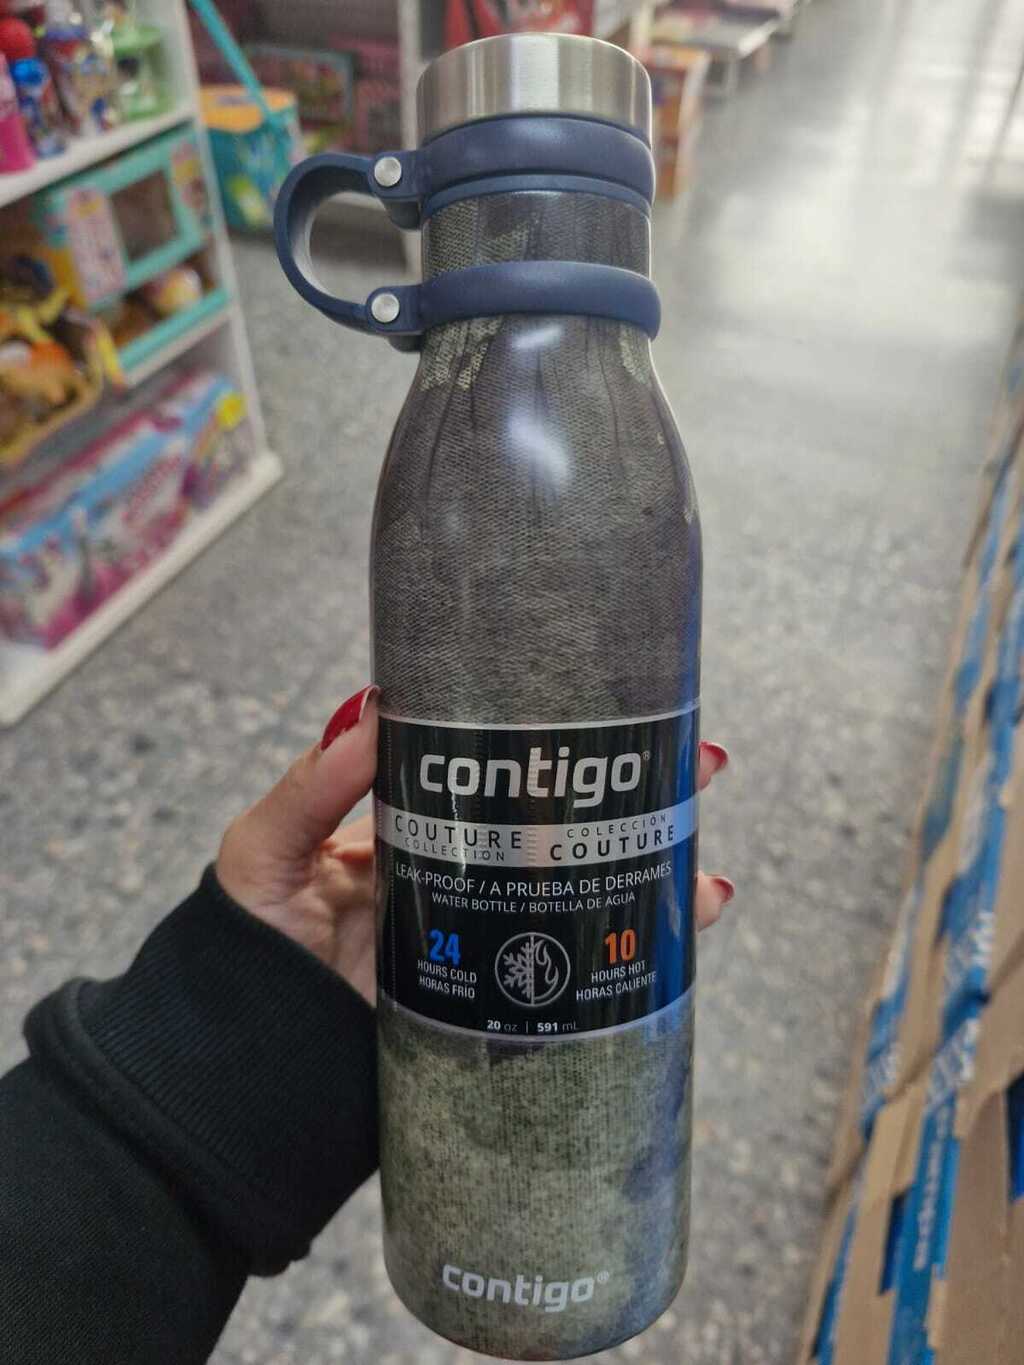 contigo®
COUTURE
COLLECTION
COLECCIÓN
COUTURE
LEAK-PROOF / A PRUEBA DE DERRAMES
WATER BOTTLE / BOTELLA DE AGUA
24
HOURS COLD
HORAS FRÍO
10
HOURS HOT
HORAS CALIENTE
20 oz | 591 mL
contigo®